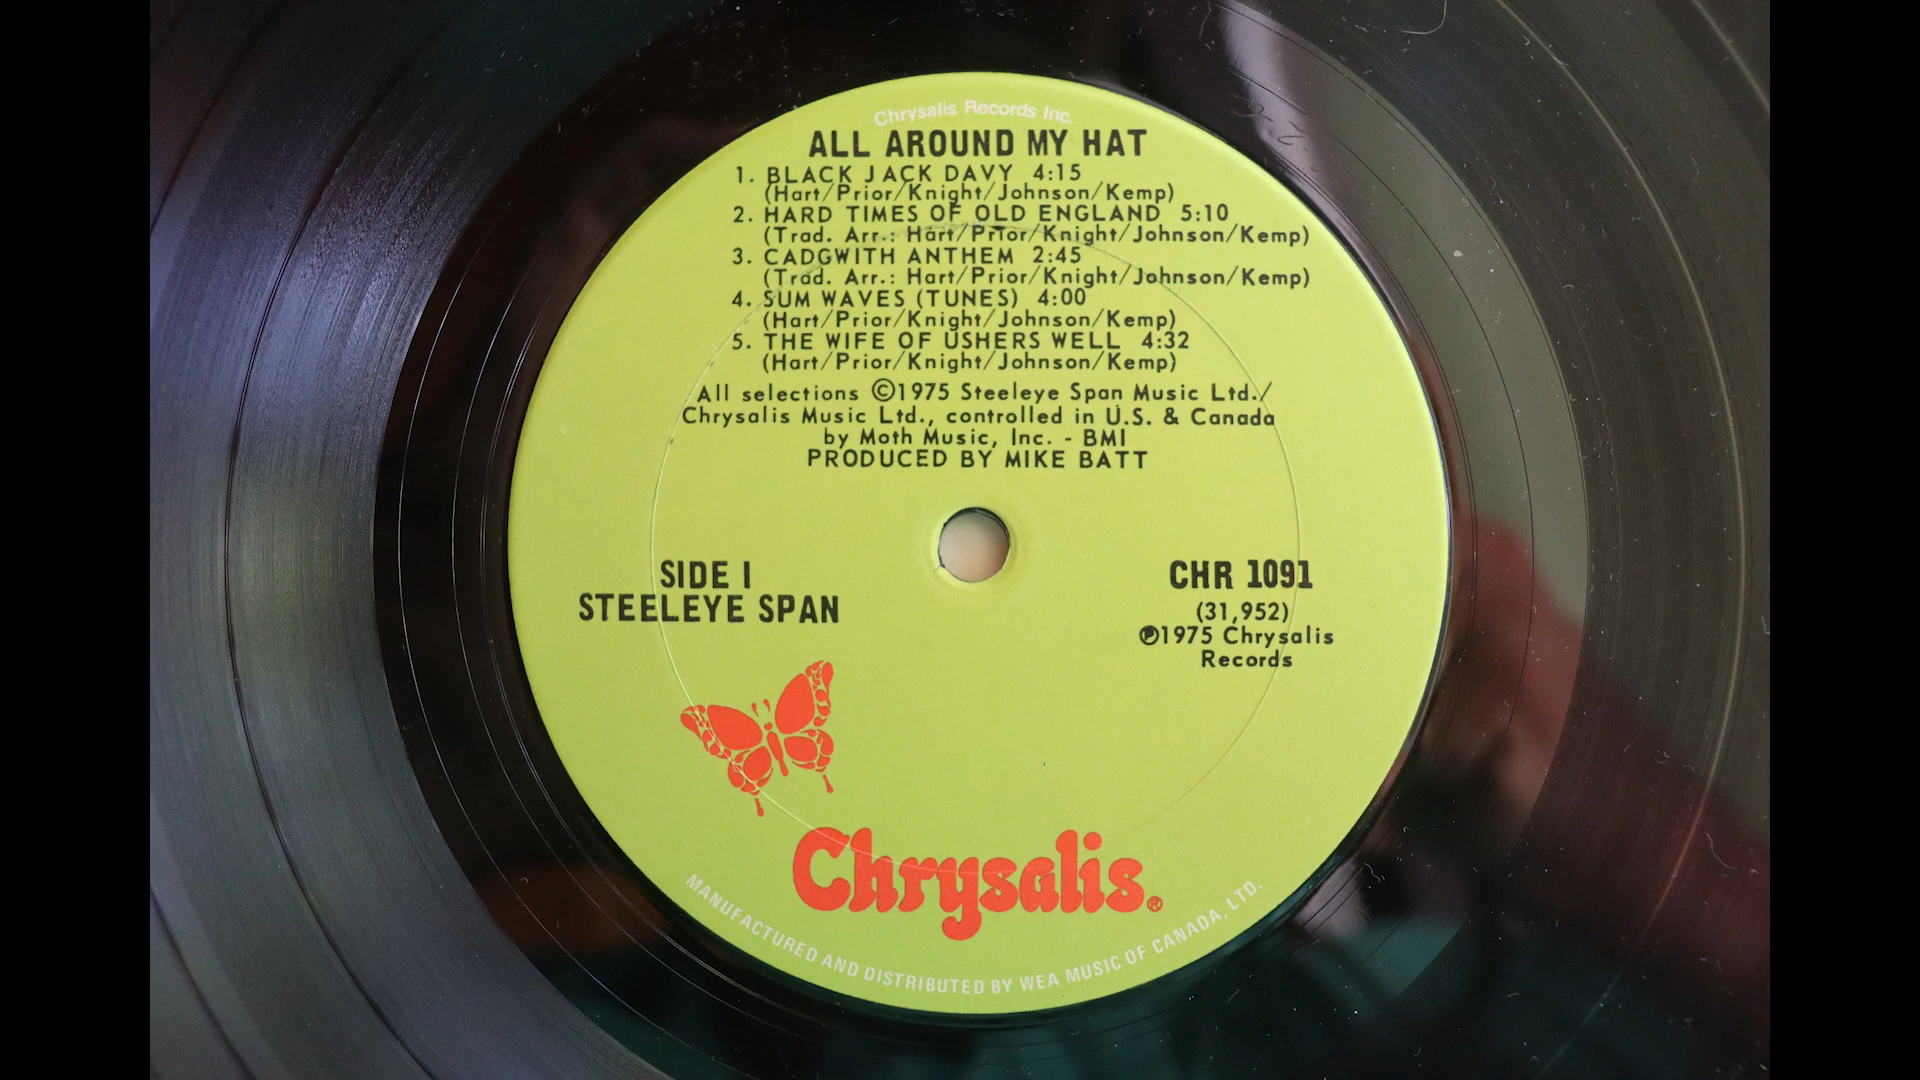 Chrysalis Records Inc.
ALL AROUND MY HAT
1. BLACK JACK DAVY 4:15
(Hart/Prior/Knight/Johnson/Kemp)
2. HARD TIMES OF OLD ENGLAND 5:10
(Trad. Arr.: Hart/Prior/Knight/Johnson/Kemp)
3. CADGWITH ANTHEM 2:45
(Trad. Arr.: Hart/Prior/Knight/Johnson/Kemp)
4. SUM WAVES (TUNES) 4:00
(Hart/Prior/Knight/Johnson/Kemp)
5. THE WIFE OF USHERS WELL 4:32
(Hart/Prior/Knight/Johnson/Kemp)
All selections ©1975 Steeleye Span Music Ltd./
Chrysalis Music Ltd., controlled in U.S. & Canada
by Moth Music, Inc. - BMI
PRODUCED BY MIKE BATT
SIDE I
STEELEYE SPAN
CHR 1091
(31,952)
℗1975 Chrysalis
Records
Chrysalis®
MANUFACTURED AND DISTRIBUTED BY WEA MUSIC OF CANADA, LTD.